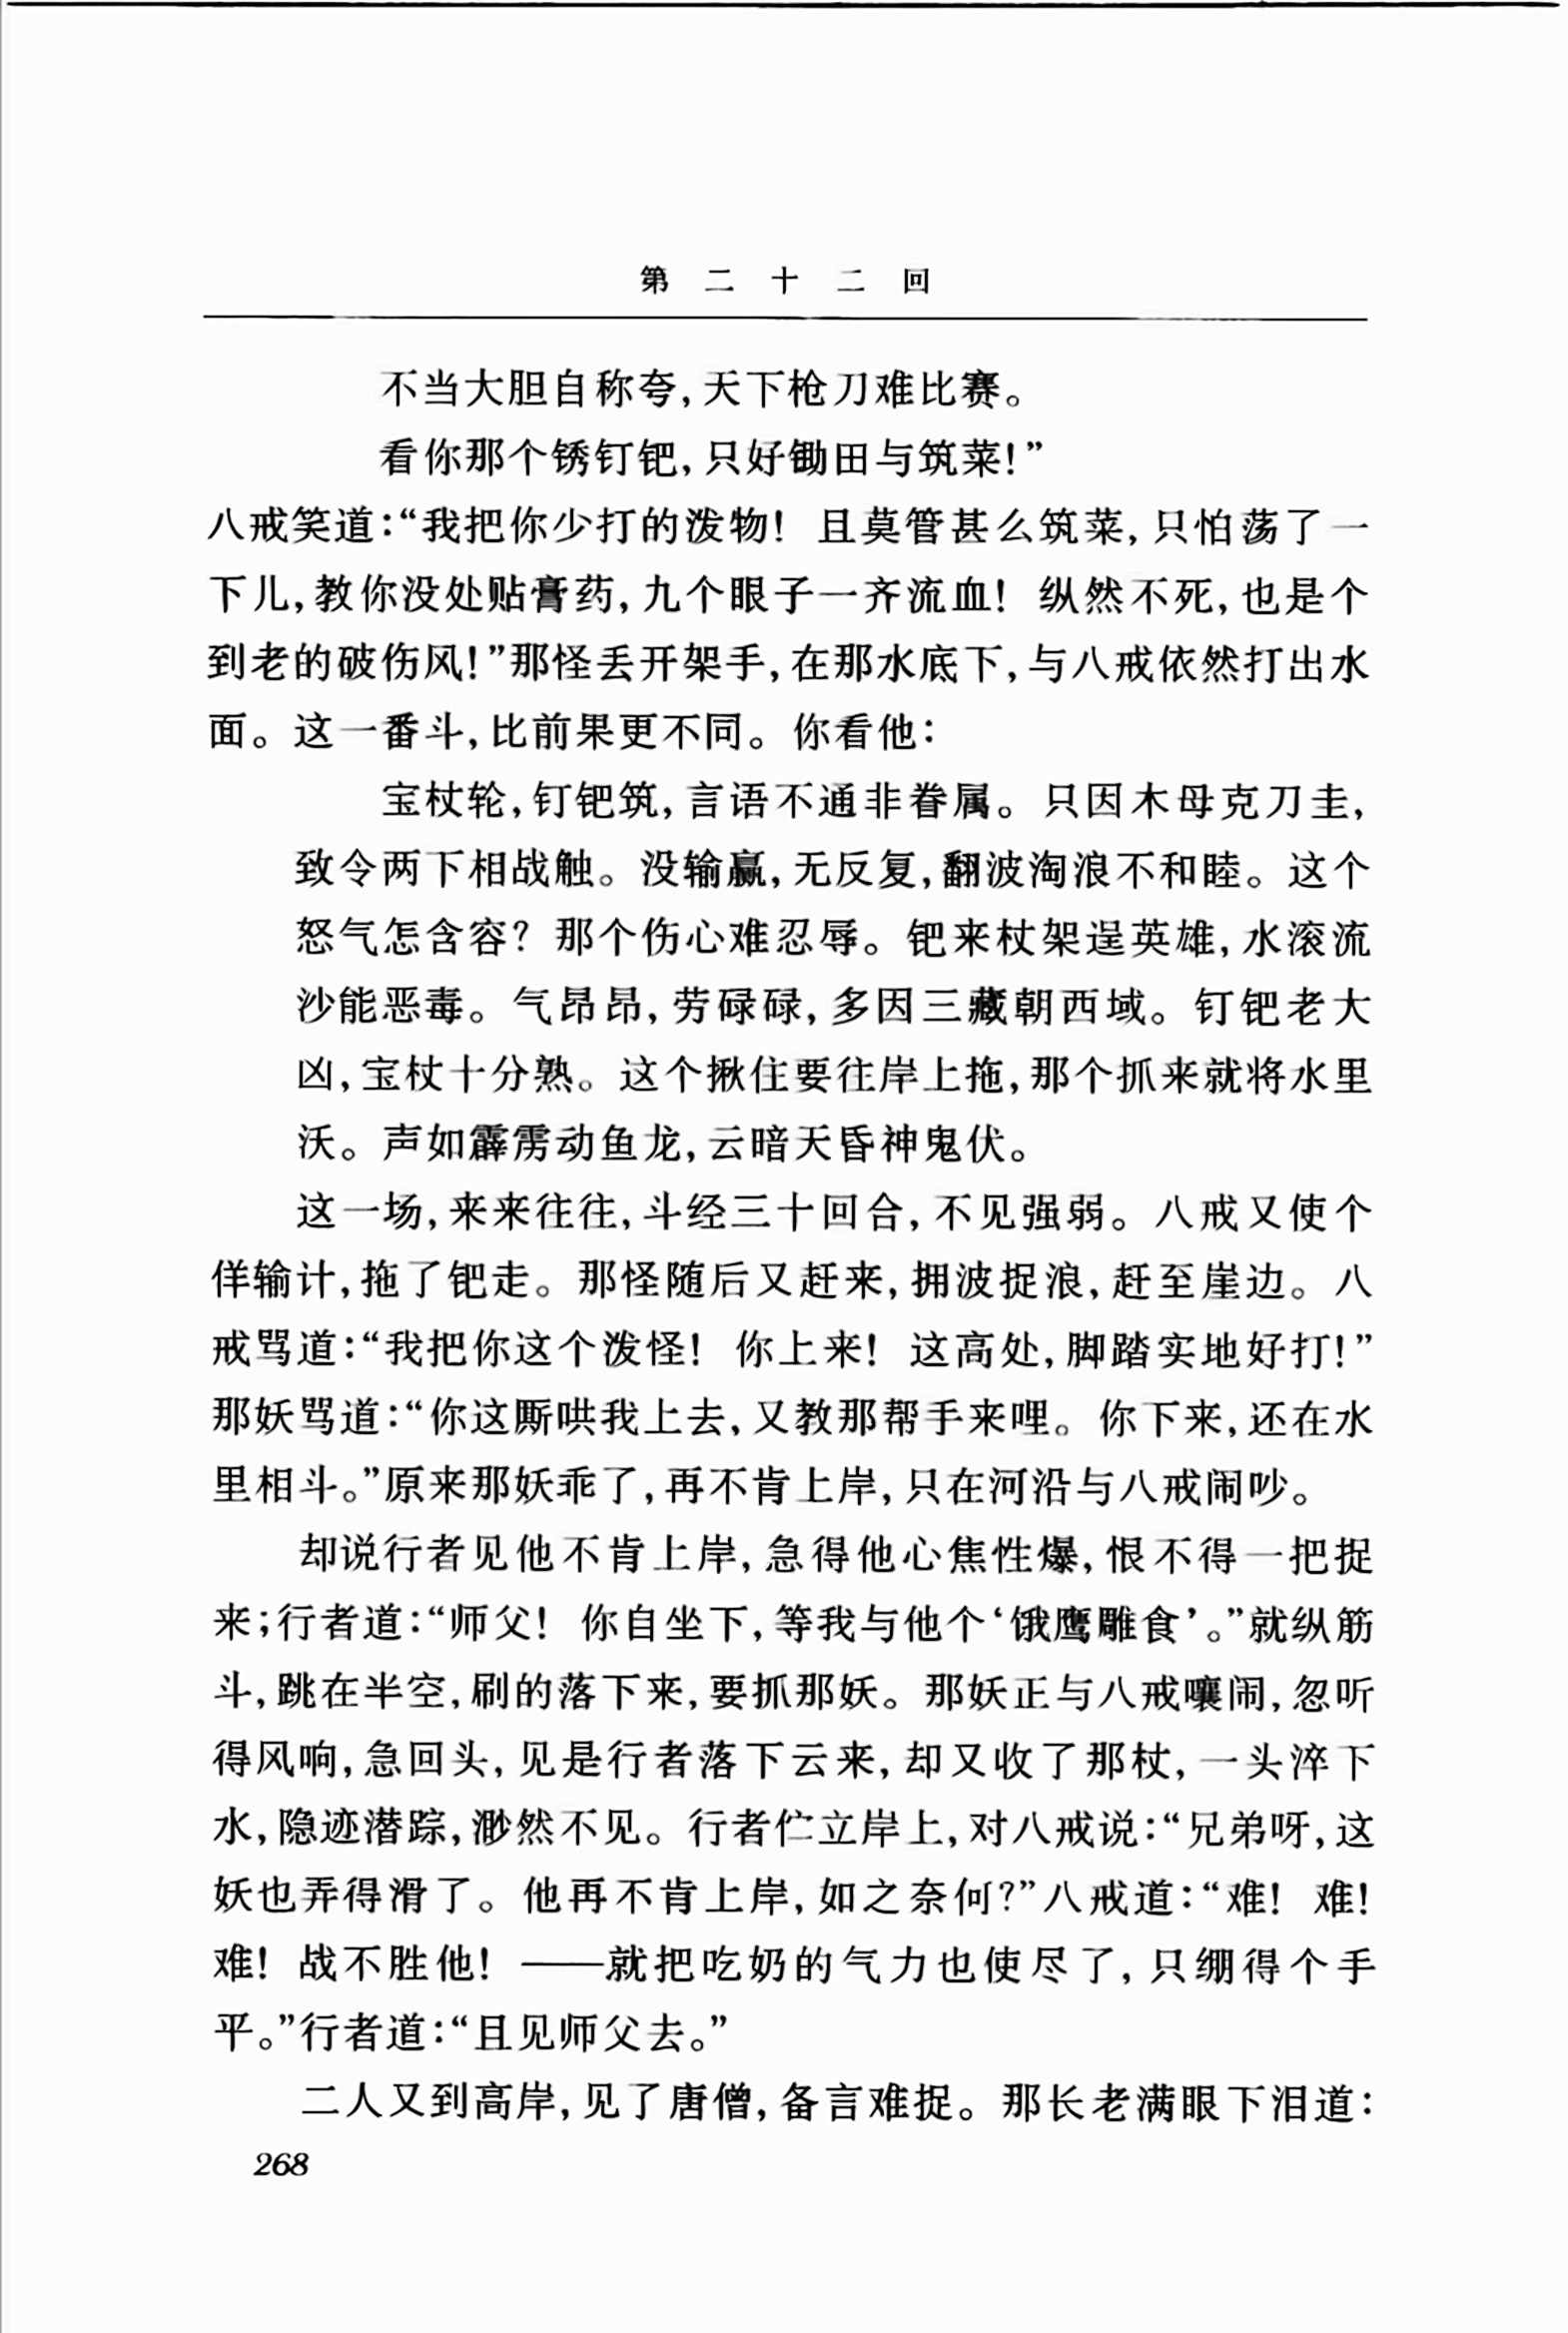 第二十二回
不当大胆自称夸,天下枪刀难比赛。
看你那个锈钉钯,只好锄田与筑菜!”
八戒笑道:“我把你少打的泼物! 且莫管甚么筑菜,只怕荡了一
下儿,教你没处贴膏药,九个眼子一齐流血! 纵然不死,也是个
到老的破伤风!”那怪丢开架手,在那水底下,与八戒依然打出水
面。这一番斗,比前果更不同。你看他:
宝杖轮,钉钯筑,言语不通非眷属。只因木母克刀圭,
致令两下相战触。没输赢,无反复,翻波淘浪不和睦。这个
怒气怎含容? 那个伤心难忍辱。钯来杖架逞英雄,水滚流
沙能恶毒。气昂昂,劳碌碌,多因三藏朝西域。钉钯老大
凶,宝杖十分熟。这个揪住要往岸上拖,那个抓来就将水里
沃。声如霹雳动鱼龙,云暗天昏神鬼伏。
这一场,来来往往,斗经三十回合,不见强弱。八戒又使个
佯输计,拖了钯走。那怪随后又赶来,拥波捉浪,赶至崖边。八
戒骂道:“我把你这个泼怪! 你上来! 这高处,脚踏实地好打!”
那妖骂道:“你这厮哄我上去,又教那帮手来哩。你下来,还在水
里相斗。”原来那妖乖了,再不肯上岸,只在河沿与八戒闹吵。
却说行者见他不肯上岸,急得他心焦性爆,恨不得一把捉
来;行者道:“师父! 你自坐下,等我与他个‘饿鹰雕食’。”就纵筋
斗,跳在半空,刷的落下来,要抓那妖。那妖正与八戒嚷闹,忽听
得风响,急回头,见是行者落下云来,却又收了那杖,一头淬下
水,隐迹潜踪,渺然不见。行者伫立岸上,对八戒说:“兄弟呀,这
妖也弄得滑了。他再不肯上岸,如之奈何?”八戒道:“难! 难!
难! 战不胜他! ——就把吃奶的气力也使尽了,只绷得个手
平。”行者道:“且见师父去。”
二人又到高岸,见了唐僧,备言难捉。那长老满眼下泪道:
268